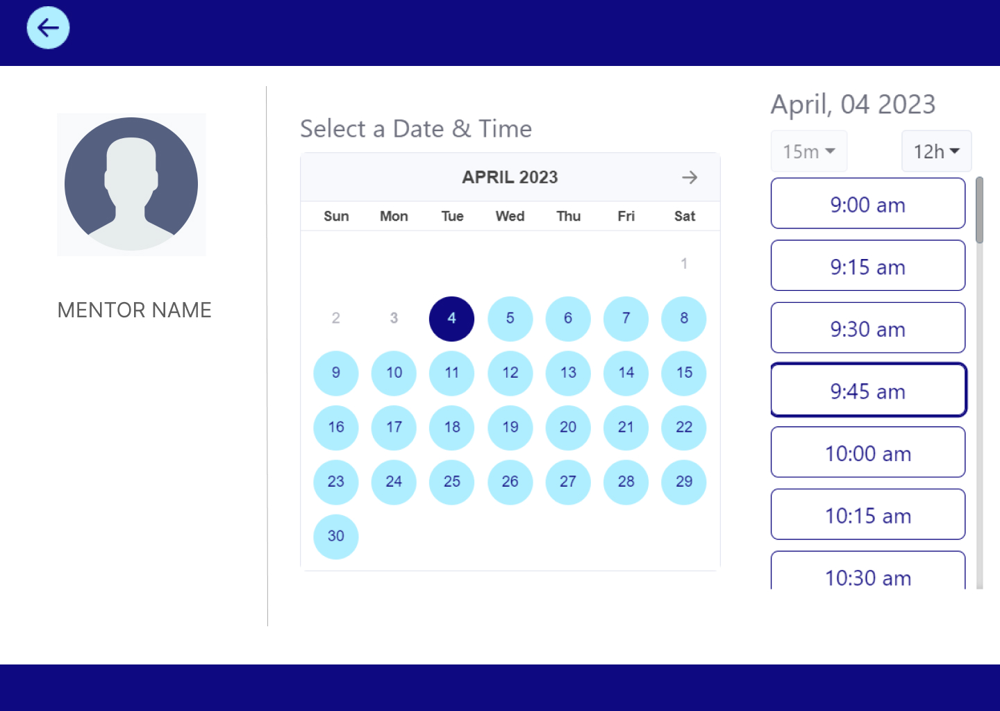 MENTOR NAME
Select a Date & Time
APRIL 2023
Sun Mon Tue Wed Thu Fri Sat
1
2 3 4 5 6 7 8
9 10 11 12 13 14 15
16 17 18 19 20 21 22
23 24 25 26 27 28 29
30
April, 04 2023
15m 12h
9:00 am
9:15 am
9:30 am
9:45 am
10:00 am
10:15 am
10:30 am